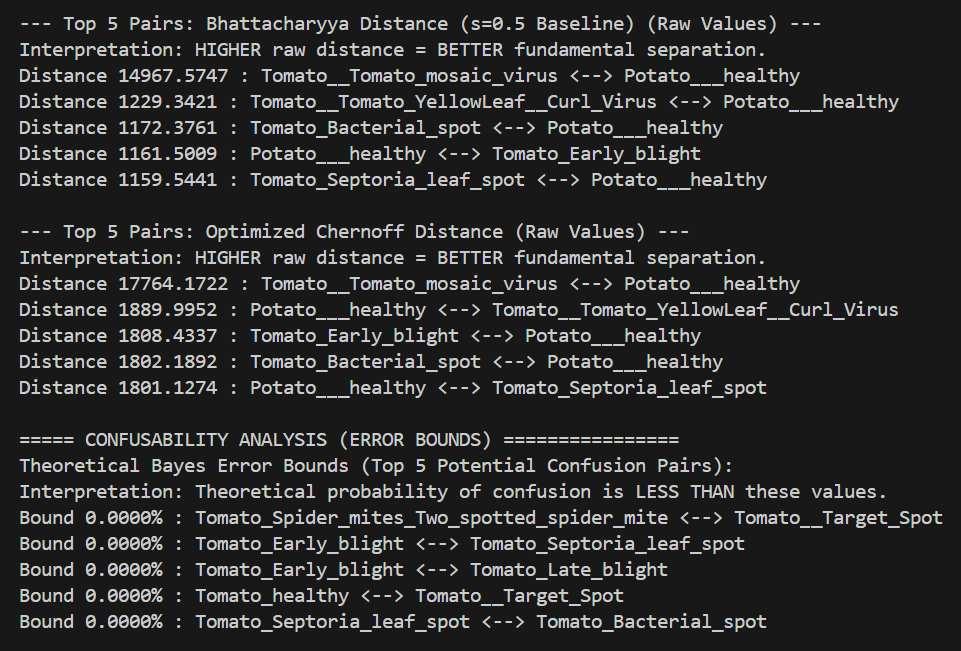 --- Top 5 Pairs: Bhattacharyya Distance (s=0.5 Baseline) (Raw Values) ---
Interpretation: HIGHER raw distance = BETTER fundamental separation.
Distance 14967.5747 : Tomato__Tomato_mosaic_virus <--> Potato___healthy
Distance 1229.3421 : Tomato__Tomato_YellowLeaf__Curl_Virus <--> Potato___healthy
Distance 1172.3761 : Tomato_Bacterial_spot <--> Potato___healthy
Distance 1161.5009 : Potato___healthy <--> Tomato_Early_blight
Distance 1159.5441 : Tomato_Septoria_leaf_spot <--> Potato___healthy

--- Top 5 Pairs: Optimized Chernoff Distance (Raw Values) ---
Interpretation: HIGHER raw distance = BETTER fundamental separation.
Distance 17764.1722 : Tomato__Tomato_mosaic_virus <--> Potato___healthy
Distance 1889.9952 : Potato___healthy <--> Tomato__Tomato_YellowLeaf__Curl_Virus
Distance 1808.4337 : Tomato_Early_blight <--> Potato___healthy
Distance 1802.1892 : Tomato_Bacterial_spot <--> Potato___healthy
Distance 1801.1274 : Potato___healthy <--> Tomato_Septoria_leaf_spot

===== CONFUSABILITY ANALYSIS (ERROR BOUNDS) ================
Theoretical Bayes Error Bounds (Top 5 Potential Confusion Pairs):
Interpretation: Theoretical probability of confusion is LESS THAN these values.
Bound 0.0000% : Tomato_Spider_mites_Two_spotted_spider_mite <--> Tomato__Target_Spot
Bound 0.0000% : Tomato_Early_blight <--> Tomato_Septoria_leaf_spot
Bound 0.0000% : Tomato_Early_blight <--> Tomato_Late_blight
Bound 0.0000% : Tomato_healthy <--> Tomato__Target_Spot
Bound 0.0000% : Tomato_Septoria_leaf_spot <--> Tomato_Bacterial_spot